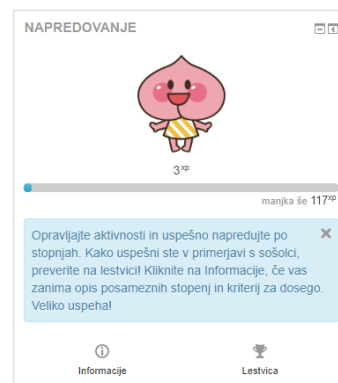 NAPREDOVANJE
3xp
manjka še 117xp
Opravljajte aktivnosti in uspešno napredujte po
stopnjah. Kako uspešni ste v primerjavi s sošolci,
preverite na lestvici! Kliknite na Informacije, če vas
zanima opis posameznih stopenj in kriterij za dosego.
Veliko uspeha!
Informacije Lestvica